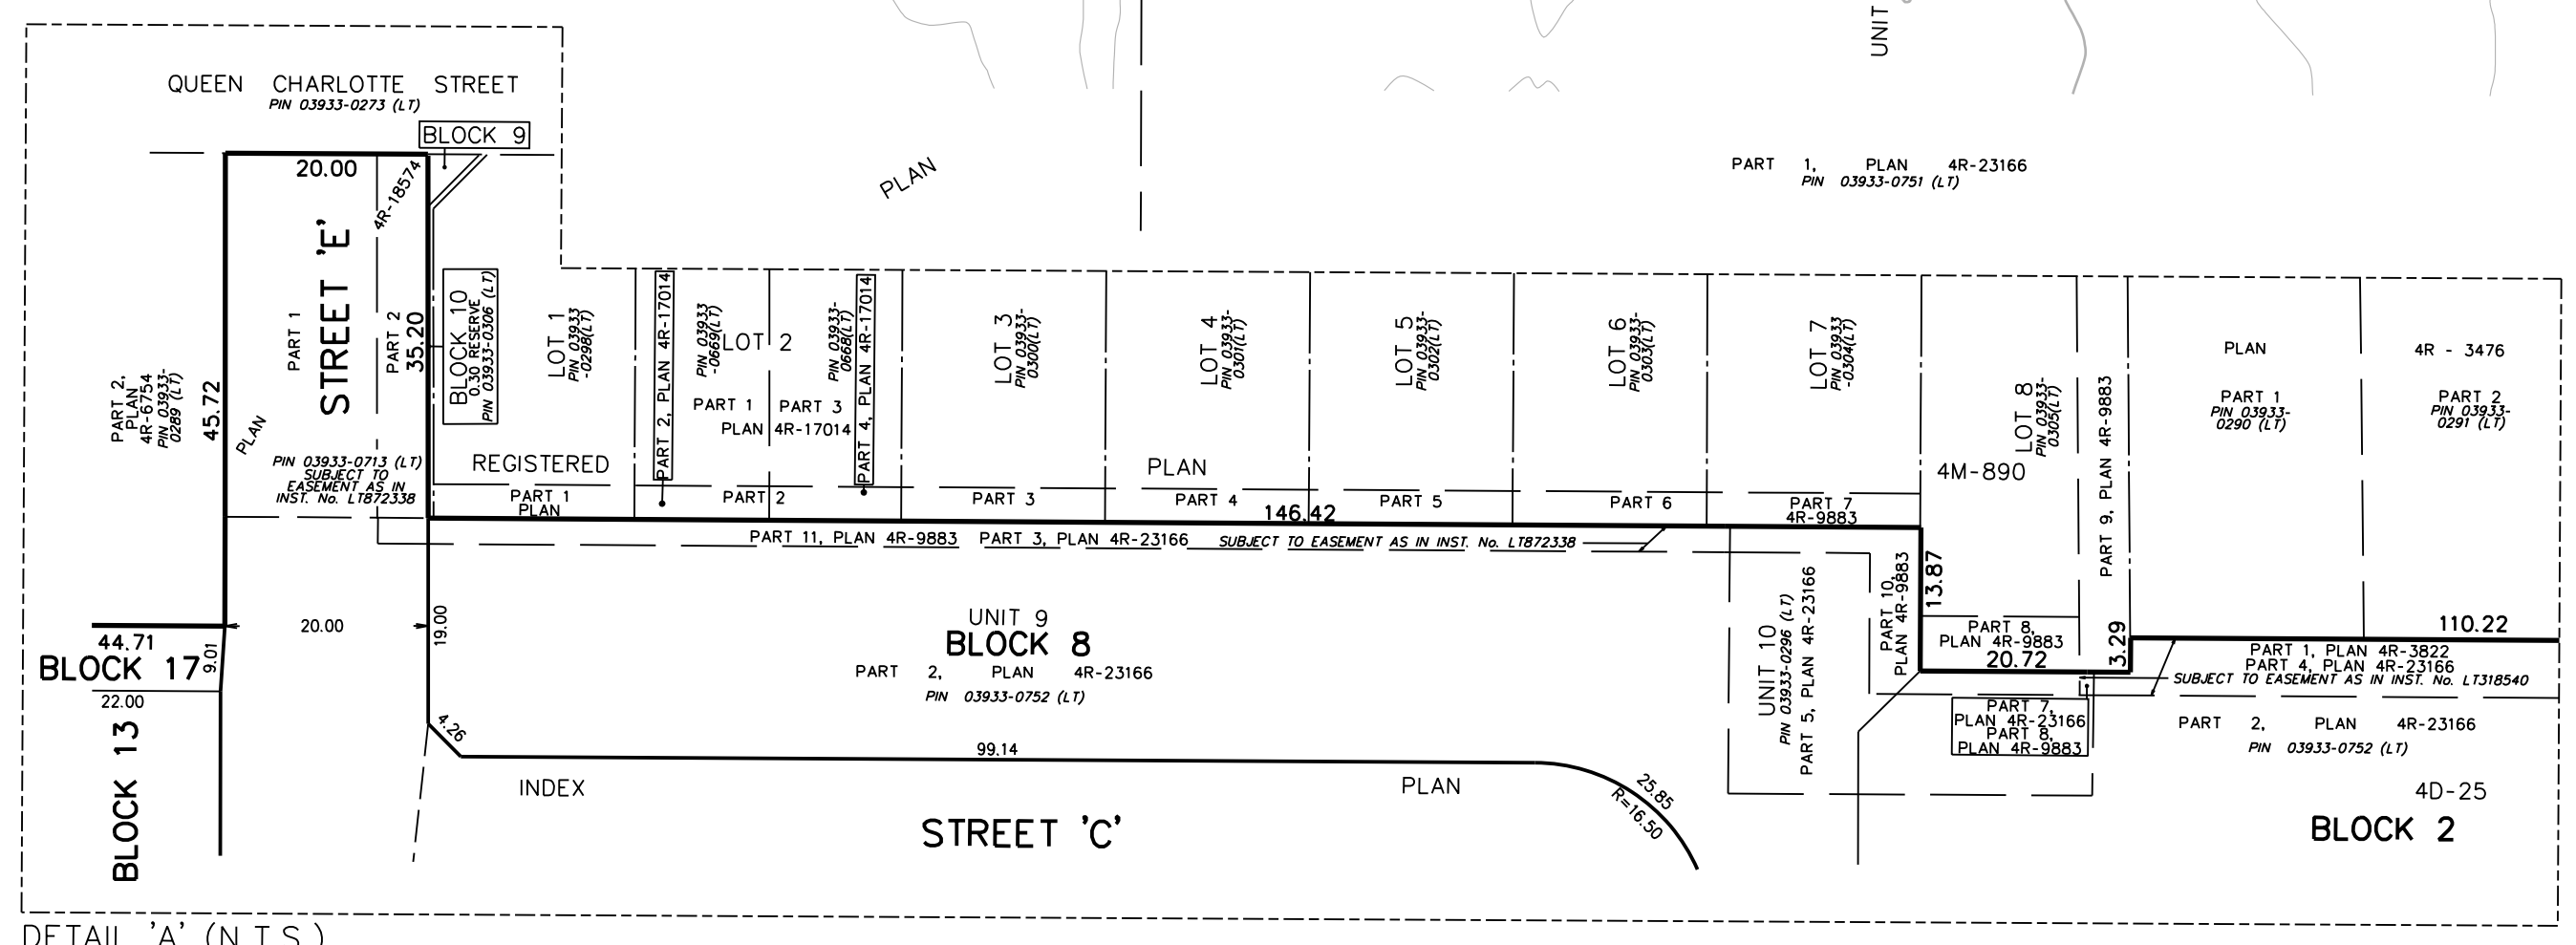 UNIT
QUEEN CHARLOTTE STREET
PIN 03933-0273 (LT)
BLOCK 9
20.00
4R-18574
PLAN
PART 1, PLAN 4R-23166
PIN 03933-0751 (LT)
STREET 'E'
PART 1
PART 2
35.20
BLOCK 10
0.30 RESERVE
PIN 03933-0306 (LT)
PART 2,
PLAN
4R-6754
PIN 03933-
0289 (LT)
45.72
PLAN
PIN 03933-0713 (LT)
SUBJECT TO
EASEMENT AS IN
INST. No. LT872338
LOT 1
PIN 03933
-0298(LT)
REGISTERED
PART 1
PLAN
PART 2, PLAN 4R-17014
PIN 03933
-0669(LT)
LOT 2
PIN 03933-
0668(LT)
PART 4, PLAN 4R-17014
PART 1 PART 3
PLAN 4R-17014
PART 2
LOT 3
PIN 03933-
0300(LT)
PART 3
LOT 4
PIN 03933-
0301(LT)
PLAN
PART 4
LOT 5
PIN 03933-
0302(LT)
PART 5
LOT 6
PIN 03933-
0303(LT)
PART 6
LOT 7
PIN 03933
-0304(LT)
PART 7
4R-9883
146.42
LOT 8
PIN 03933-
0305(LT)
4M-890
PART 9, PLAN 4R-9883
PLAN 4R - 3476
PART 1
PIN 03933-
0290 (LT)
PART 2
PIN 03933-
0291 (LT)
PART 11, PLAN 4R-9883 PART 3, PLAN 4R-23166 SUBJECT TO EASEMENT AS IN INST. No. LT872338
44.71
BLOCK 17
9.01
22.00
20.00
19.00
4.26
UNIT 9
BLOCK 8
PART 2, PLAN 4R-23166
PIN 03933-0752 (LT)
99.14
UNIT 10
PIN 03933-0296 (LT)
PART 5, PLAN 4R-23166
PART 10,
PLAN 4R-9883
13.87
PART 8,
PLAN 4R-9883
20.72
3.29
110.22
PART 1, PLAN 4R-3822
PART 4, PLAN 4R-23166
SUBJECT TO EASEMENT AS IN INST. No. LT318540
PART 7,
PLAN 4R-23166
PART 8,
PLAN 4R-9883
PART 2, PLAN 4R-23166
PIN 03933-0752 (LT)
BLOCK 13
INDEX PLAN
25.85
R=16.50
STREET 'C'
4D-25
BLOCK 2
DETAIL 'A' (N.T.S.)